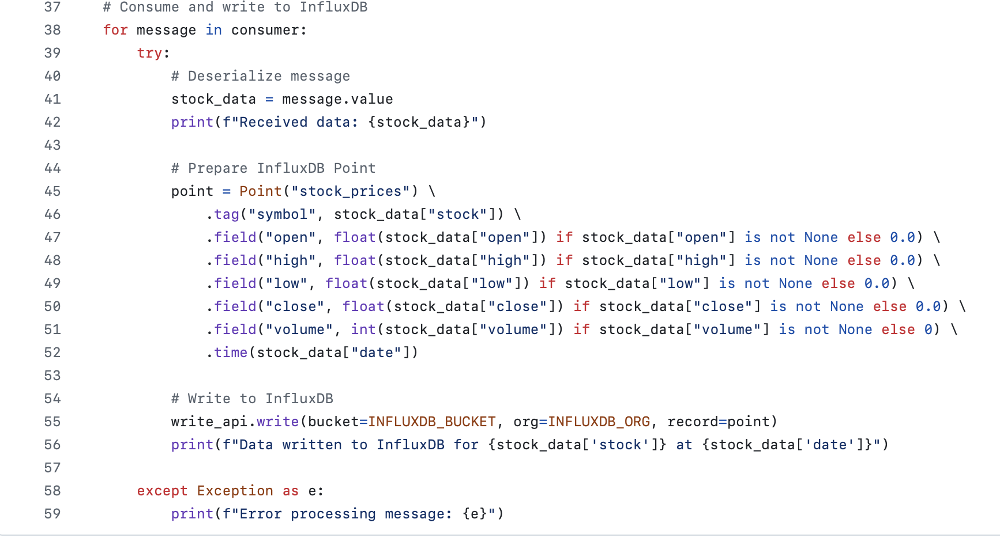 37 # Consume and write to InfluxDB
38 for message in consumer:
39     try:
40         # Deserialize message
41         stock_data = message.value
42         print(f"Received data: {stock_data}")
43
44         # Prepare InfluxDB Point
45         point = Point("stock_prices") \
46             .tag("symbol", stock_data["stock"]) \
47             .field("open", float(stock_data["open"]) if stock_data["open"] is not None else 0.0) \
48             .field("high", float(stock_data["high"]) if stock_data["high"] is not None else 0.0) \
49             .field("low", float(stock_data["low"]) if stock_data["low"] is not None else 0.0) \
50             .field("close", float(stock_data["close"]) if stock_data["close"] is not None else 0.0) \
51             .field("volume", int(stock_data["volume"]) if stock_data["volume"] is not None else 0) \
52             .time(stock_data["date"])
53
54         # Write to InfluxDB
55         write_api.write(bucket=INFLUXDB_BUCKET, org=INFLUXDB_ORG, record=point)
56         print(f"Data written to InfluxDB for {stock_data['stock']} at {stock_data['date']}")
57
58     except Exception as e:
59         print(f"Error processing message: {e}")